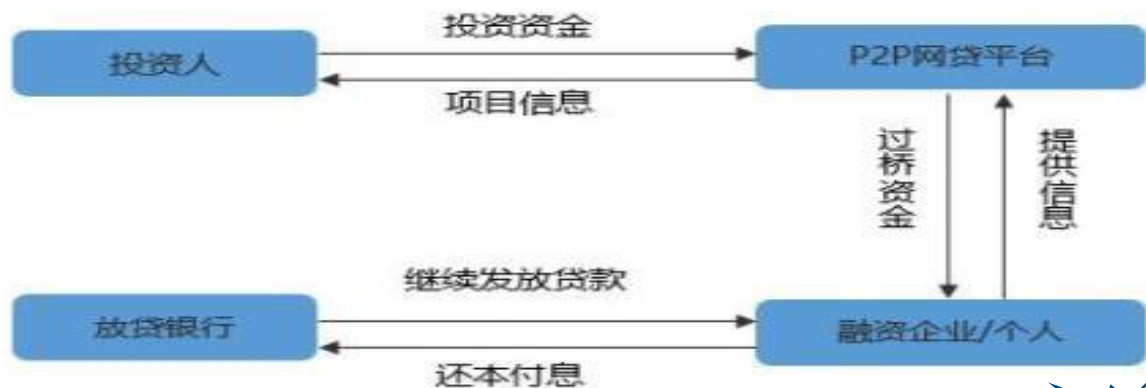 投资资金
投资人
P2P网贷平台
项目信息
过桥资金
提供信息
继续发放贷款
放贷银行
融资企业/个人
还本付息